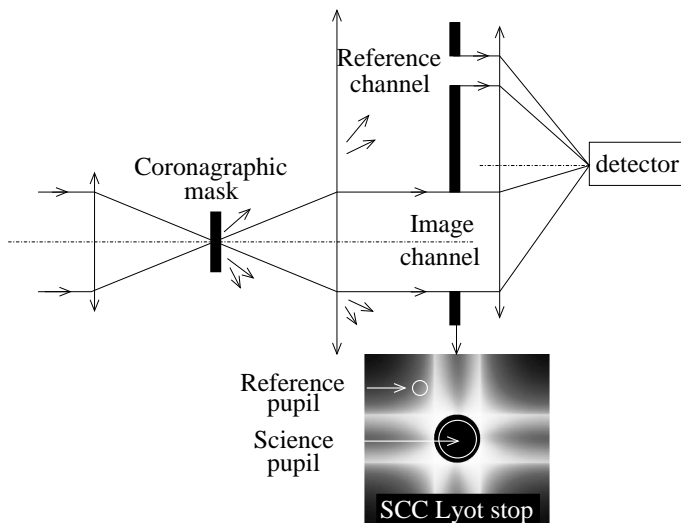 Reference
channel
Coronagraphic
mask
detector
Image
channel
Reference
pupil
Science
pupil
SCC Lyot stop